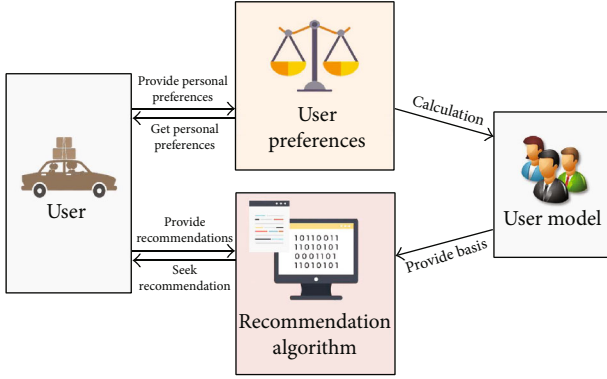 Provide personal
preferences
Get personal
preferences
User
preferences
Calculation
User
User model
Provide
recommendations
Seek
recommendation
10110011
11010101
0001101
11010101
Provide basis
Recommendation
algorithm